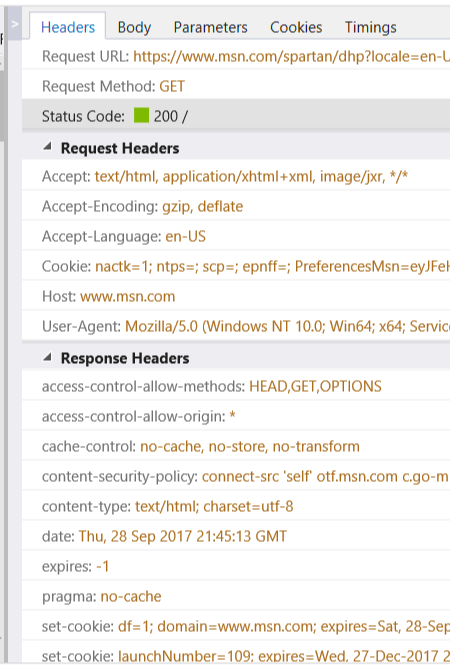 > Headers Body Parameters Cookies Timings
Request URL: https://www.msn.com/spartan/dhp?locale=en-U
Request Method: GET
Status Code: 200 /
Request Headers
Accept: text/html, application/xhtml+xml, image/jxr, */*
Accept-Encoding: gzip, deflate
Accept-Language: en-US
Cookie: nactk=1; ntps=; scp=; epnff=; PreferencesMsn=eyJFeH
Host: www.msn.com
User-Agent: Mozilla/5.0 (Windows NT 10.0; Win64; x64; Servic
Response Headers
access-control-allow-methods: HEAD,GET,OPTIONS
access-control-allow-origin: *
cache-control: no-cache, no-store, no-transform
content-security-policy: connect-src 'self' otf.msn.com c.go-m
content-type: text/html; charset=utf-8
date: Thu, 28 Sep 2017 21:45:13 GMT
expires: -1
pragma: no-cache
set-cookie: df=1; domain=www.msn.com; expires=Sat, 28-Sep
set-cookie: launchNumber=109; expires=Wed, 27-Dec-2017 2